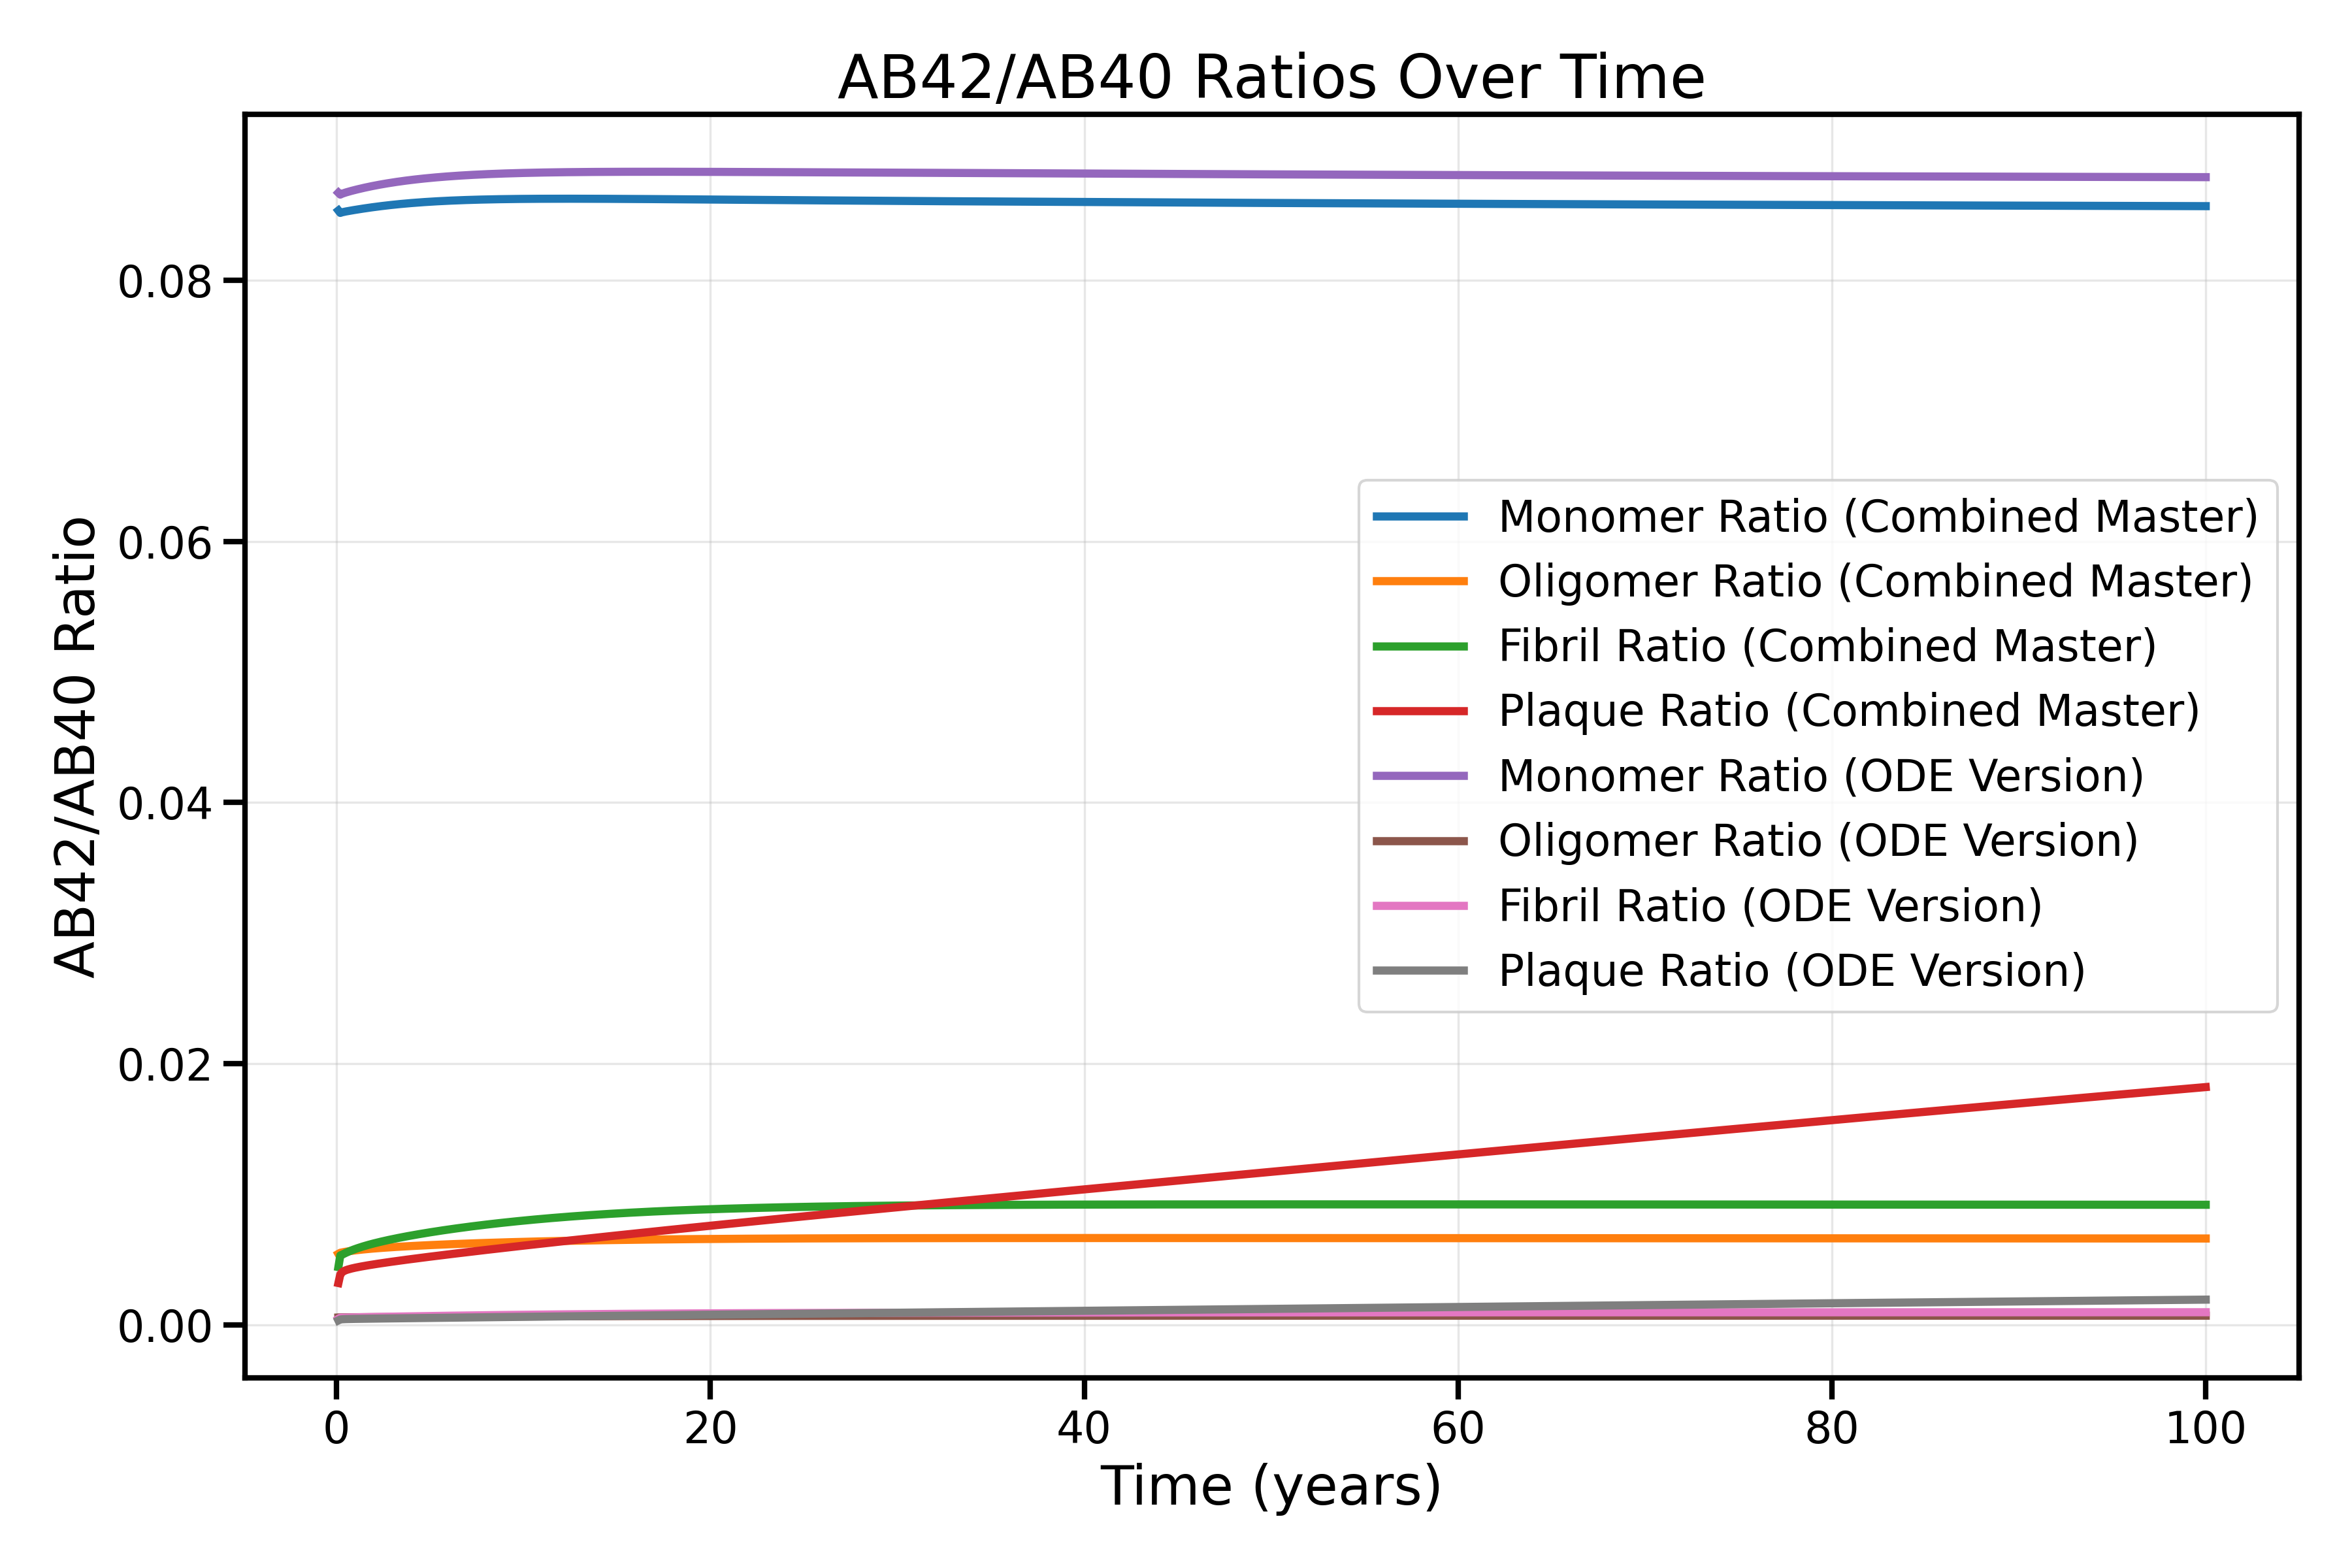 AB42/AB40 Ratios Over Time
AB42/AB40 Ratio
0.08
0.06
0.04
0.02
0.00
Monomer Ratio (Combined Master)
Oligomer Ratio (Combined Master)
Fibril Ratio (Combined Master)
Plaque Ratio (Combined Master)
Monomer Ratio (ODE Version)
Oligomer Ratio (ODE Version)
Fibril Ratio (ODE Version)
Plaque Ratio (ODE Version)
0 20 40 60 80 100
Time (years)